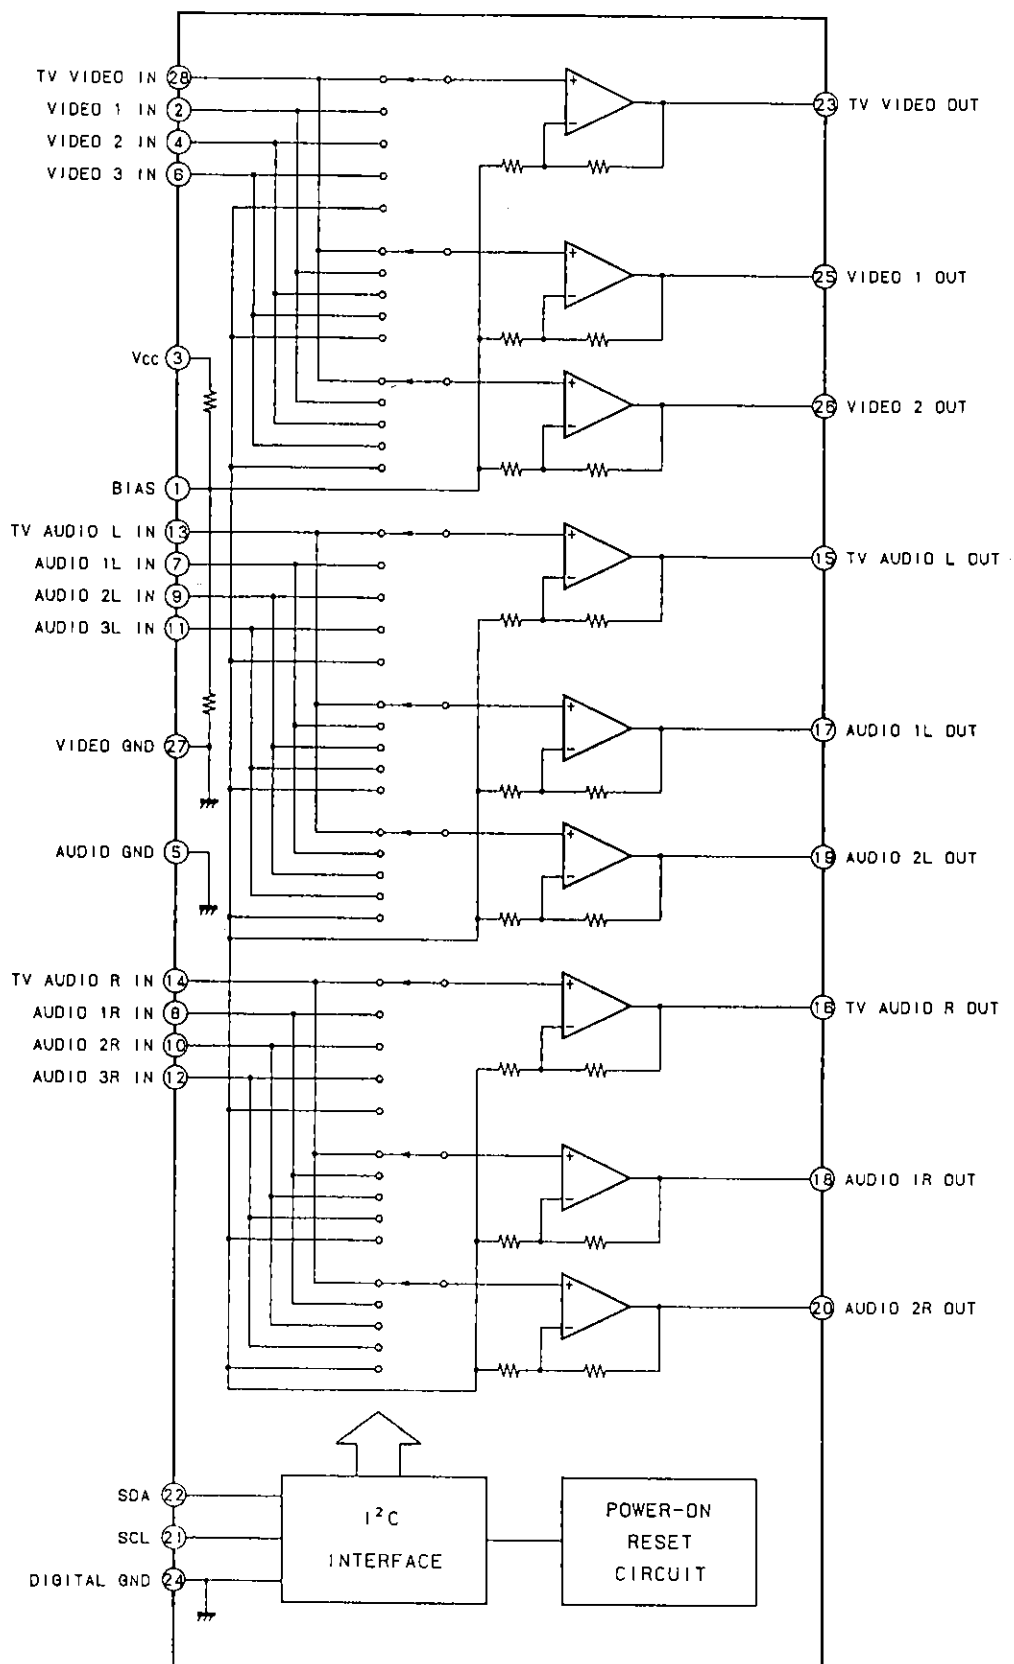 TV VIDEO IN 28
VIDEO 1 IN 2
VIDEO 2 IN 4
VIDEO 3 IN 6
+
−
23 TV VIDEO OUT
+
−
25 VIDEO 1 OUT
Vcc 3
+
−
26 VIDEO 2 OUT
BIAS 1
TV AUDIO L IN 13
AUDIO 1L IN 7
AUDIO 2L IN 9
AUDIO 3L IN 11
+
−
15 TV AUDIO L OUT
+
−
17 AUDIO 1L OUT
VIDEO GND 27
AUDIO GND 5
+
−
19 AUDIO 2L OUT
TV AUDIO R IN 14
AUDIO 1R IN 8
AUDIO 2R IN 10
AUDIO 3R IN 12
+
−
16 TV AUDIO R OUT
+
−
18 AUDIO 1R OUT
+
−
20 AUDIO 2R OUT
SDA 22
SCL 21
DIGITAL GND 24
I²C
INTERFACE
POWER-ON
RESET
CIRCUIT